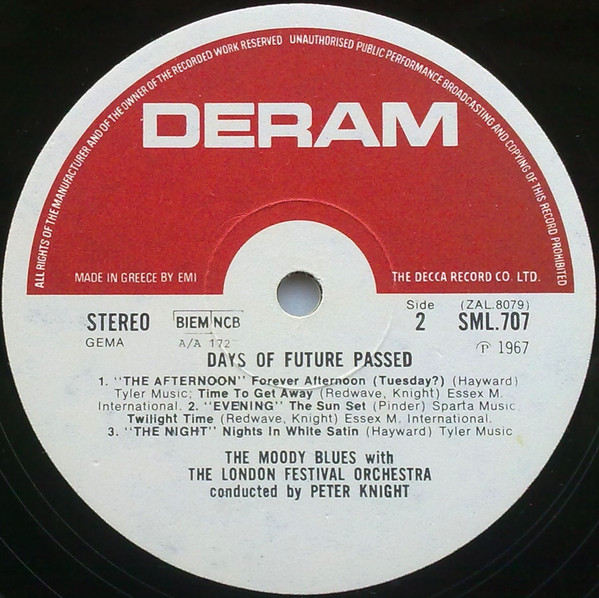 ALL RIGHTS OF THE MANUFACTURER AND OF THE OWNER OF THE RECORDED WORK RESERVED UNAUTHORISED PUBLIC PERFORMANCE BROADCASTING AND COPYING OF THIS RECORD PROHIBITED
DERAM
MADE IN GREECE BY EMI THE DECCA RECORD CO. LTD.
STEREO BIEM NCB Side 2 (ZAL.8079) SML.707
GEMA A/A 172 ℗ 1967
DAYS OF FUTURE PASSED
1. "THE AFTERNOON" Forever Afternoon (Tuesday?) (Hayward)
Tyler Music; Time To Get Away (Redwave, Knight) Essex M.
International. 2. "EVENING" The Sun Set (Pinder) Sparta Music.
Twilight Time (Redwave, Knight) Essex M. International.
3. "THE NIGHT" Nights In White Satin (Hayward) Tyler Music
THE MOODY BLUES with
THE LONDON FESTIVAL ORCHESTRA
conducted by PETER KNIGHT